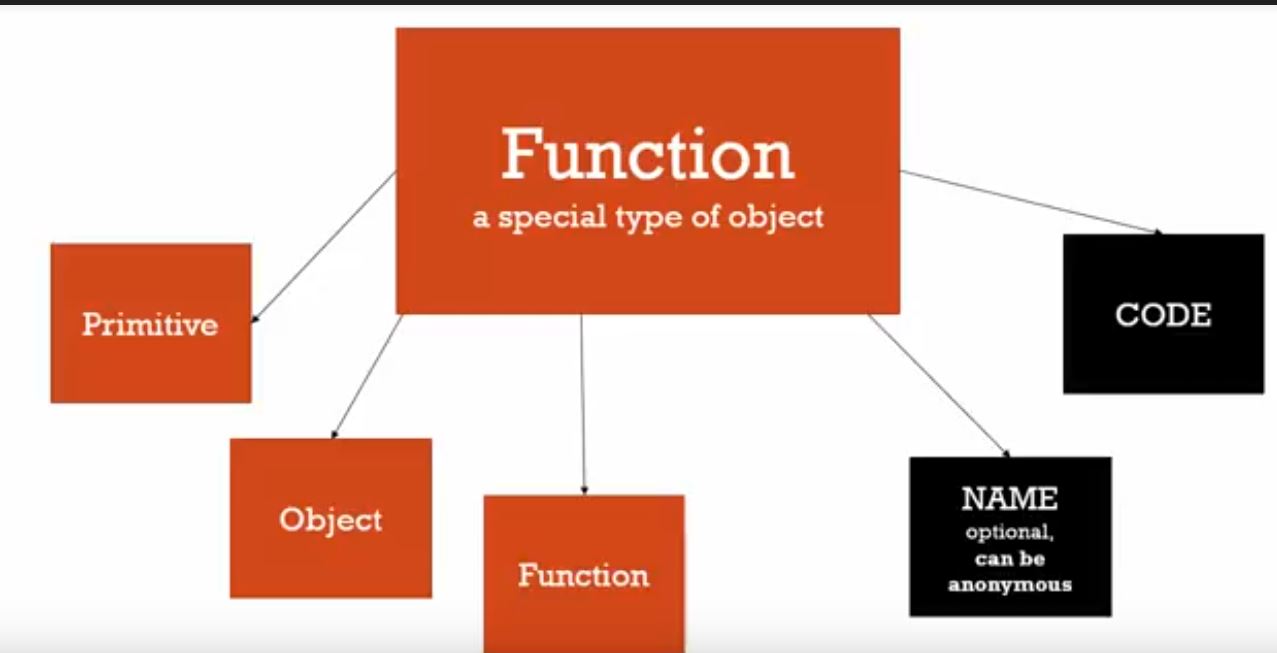 Function
a special type of object
Primitive
CODE
Object
NAME
optional,
can be
anonymous
Function